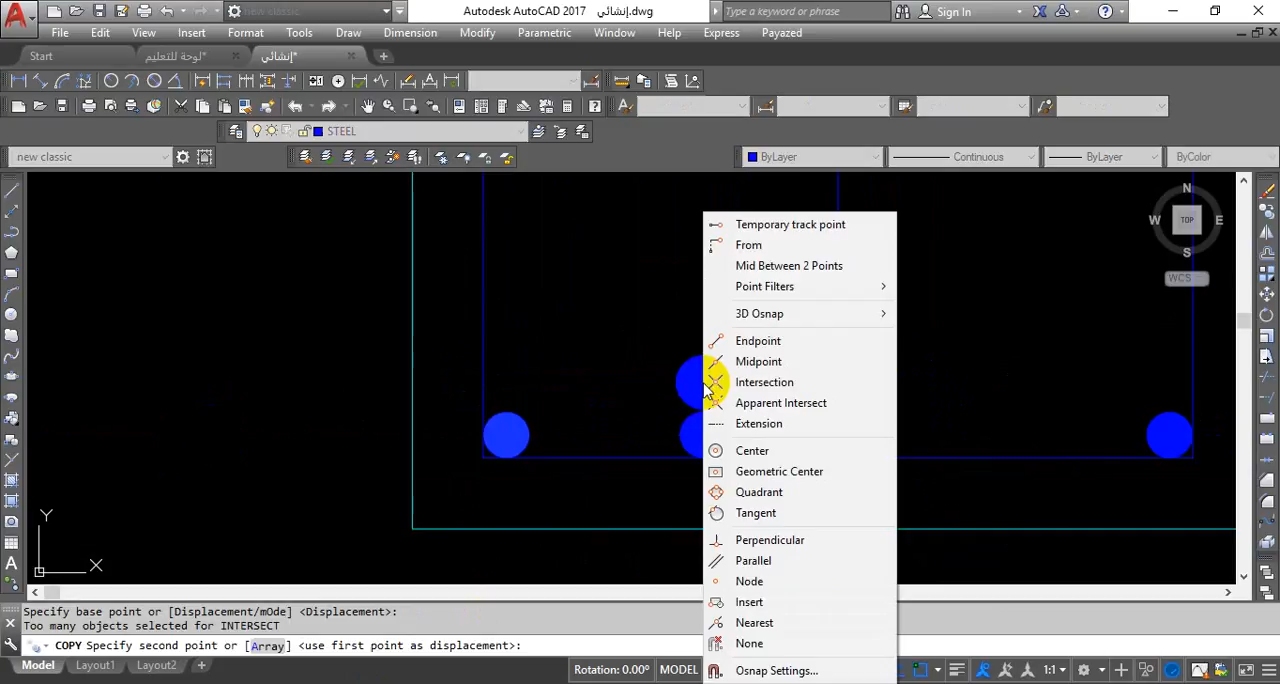 new classic
Autodesk AutoCAD 2017 إنشائي.dwg
Type a keyword or phrase
Sign In
File Edit View Insert Format Tools Draw Dimension Modify Parametric Window Help Express Payazed
Start
لوحة للتعليم*
إنشائي*
STEEL
new classic
ByLayer
Continuous
ByLayer
ByColor
N
W TOP E
S
WCS
Temporary track point
From
Mid Between 2 Points
Point Filters
3D Osnap
Endpoint
Midpoint
Intersection
Apparent Intersect
Extension
Center
Geometric Center
Quadrant
Tangent
Perpendicular
Parallel
Node
Insert
Nearest
None
Osnap Settings...
Y
X
Specify base point or [Displacement/mOde] <Displacement>:
Too many objects selected for INTERSECT
COPY Specify second point or [Array] <use first point as displacement>:
Model Layout1 Layout2 +
Rotation: 0.00° MODEL
1:1